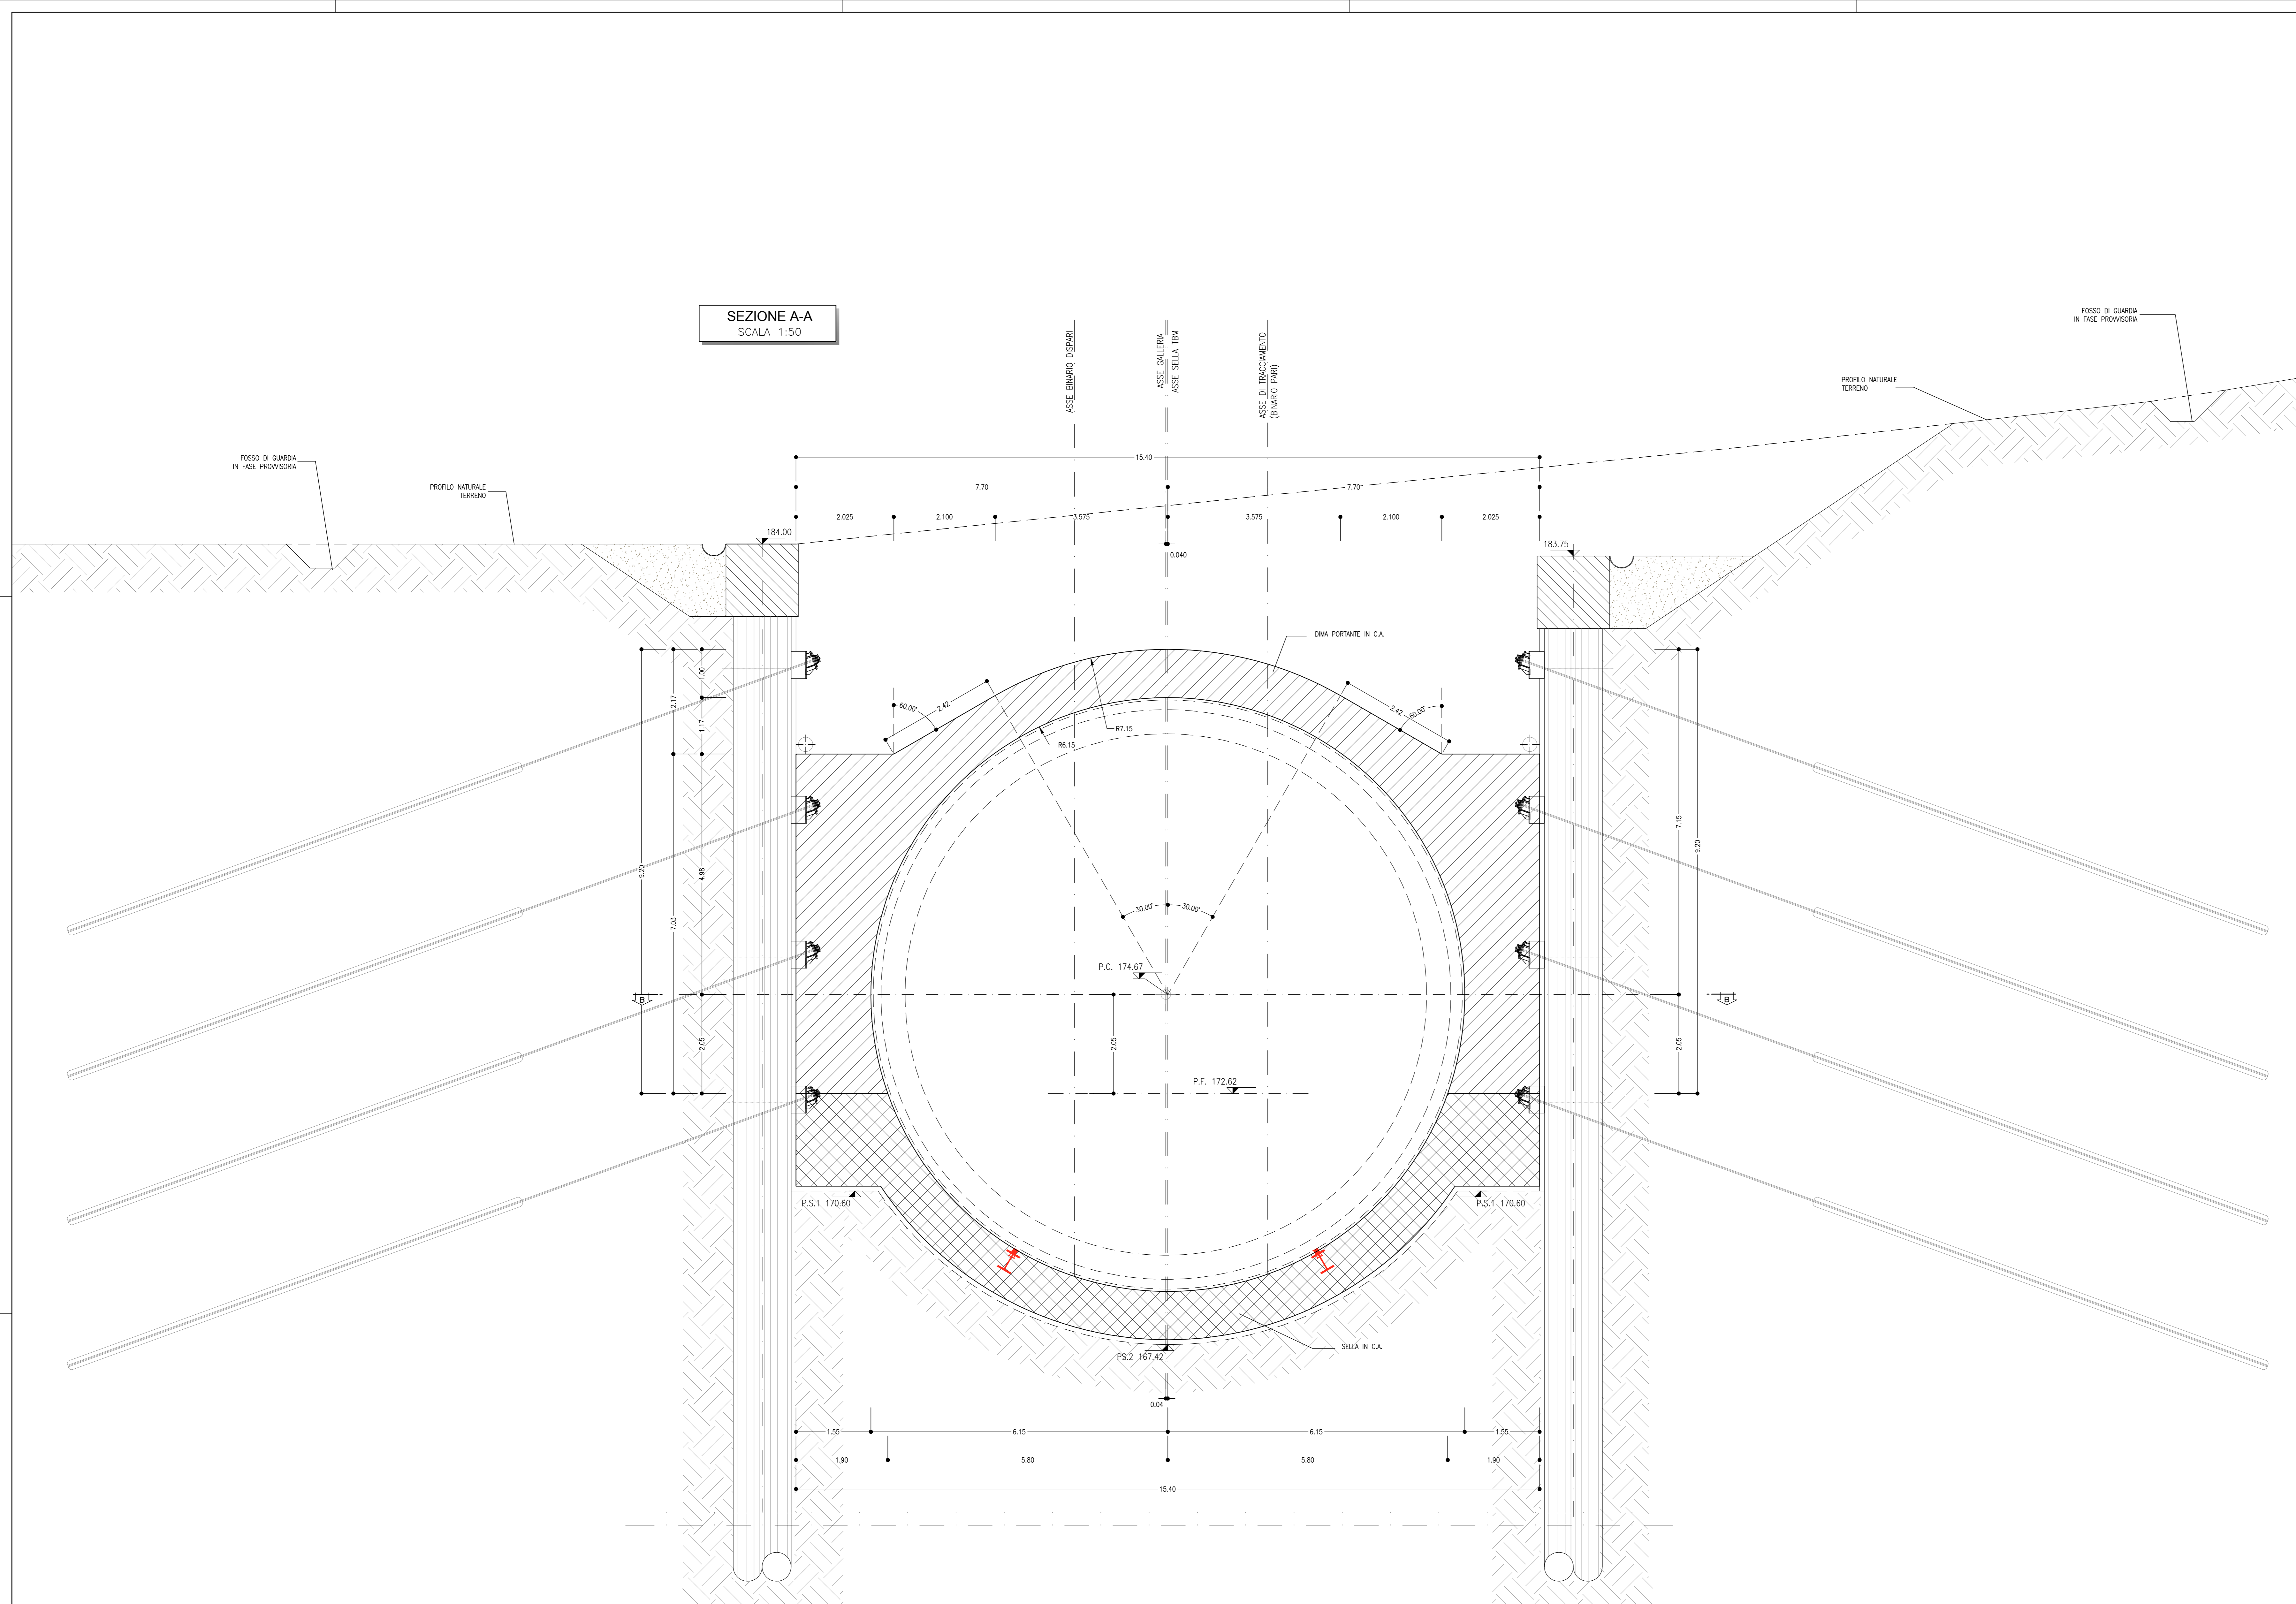 SEZIONE A-A
SCALA 1:50
ASSE BINARIO DISPARI
ASSE GALLERIA
ASSE SELLA TBM
ASSE DI TRACCIAMENTO
(BINARIO PARI)
FOSSO DI GUARDIA
IN FASE PROVVISORIA
PROFILO NATURALE
TERRENO
FOSSO DI GUARDIA
IN FASE PROVVISORIA
PROFILO NATURALE
TERRENO
15.40
7.70
7.70
2.025
2.100
3.575
3.575
2.100
2.025
184.00
183.75
0.040
DIMA PORTANTE IN C.A.
1.00
2.17
1.17
60.00°
2.42
2.42
60.00°
R7.15
R6.15
9.20
4.98
7.03
7.15
9.20
30.00°
30.00°
P.C. 174.67
B
B
2.05
2.05
2.05
P.F. 172.62
P.S.1 170.60
P.S.1 170.60
SELLA IN C.A.
PS.2 167.42
0.04
1.55
6.15
6.15
1.55
1.90
5.80
5.80
1.90
15.40